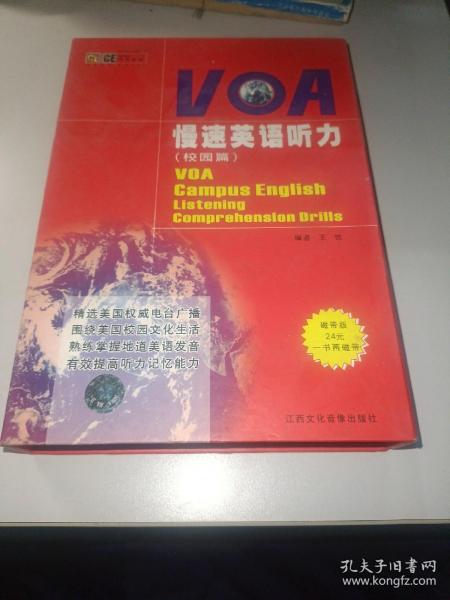 CE
VOA
慢速英语听力
(校园篇)
VOA
Campus English
Listening
Comprehension Drills
编著 王
精选美国权威电台广播
围绕美国校园文化生活
熟练掌握地道美语发音
有效提高听力记忆能力
磁带版
24元
一书两磁带
江西文化音像出版社
孔夫子旧书网
www.kongfz.com